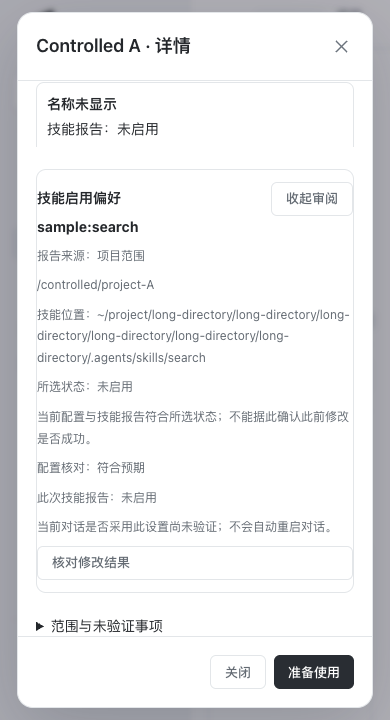 Controlled A · 详情
名称未显示
技能报告：未启用
技能启用偏好
收起审阅
sample:search
报告来源：项目范围
/controlled/project-A
技能位置：~/project/long-directory/long-directory/long-
directory/long-directory/long-directory/long-
directory/.agents/skills/search
所选状态：未启用
当前配置与技能报告符合所选状态；不能据此确认此前修改
是否成功。
配置核对：符合预期
此次技能报告：未启用
当前对话是否采用此设置尚未验证；不会自动重启对话。
核对修改结果
▶ 范围与未验证事项
关闭
准备使用